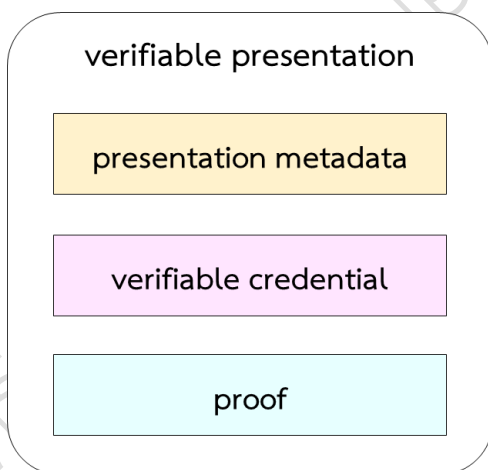 verifiable presentation
presentation metadata
verifiable credential
proof